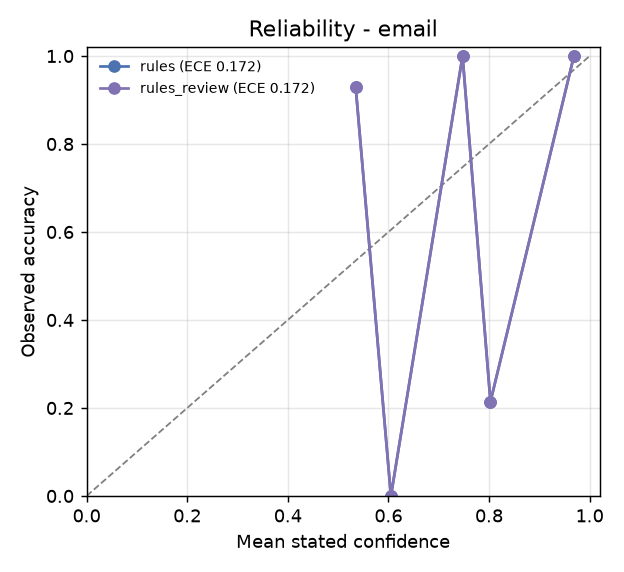 Reliability - email
rules (ECE 0.172)
rules_review (ECE 0.172)
1.0
0.8
0.6
0.4
0.2
0.0
Observed accuracy
0.0 0.2 0.4 0.6 0.8 1.0
Mean stated confidence